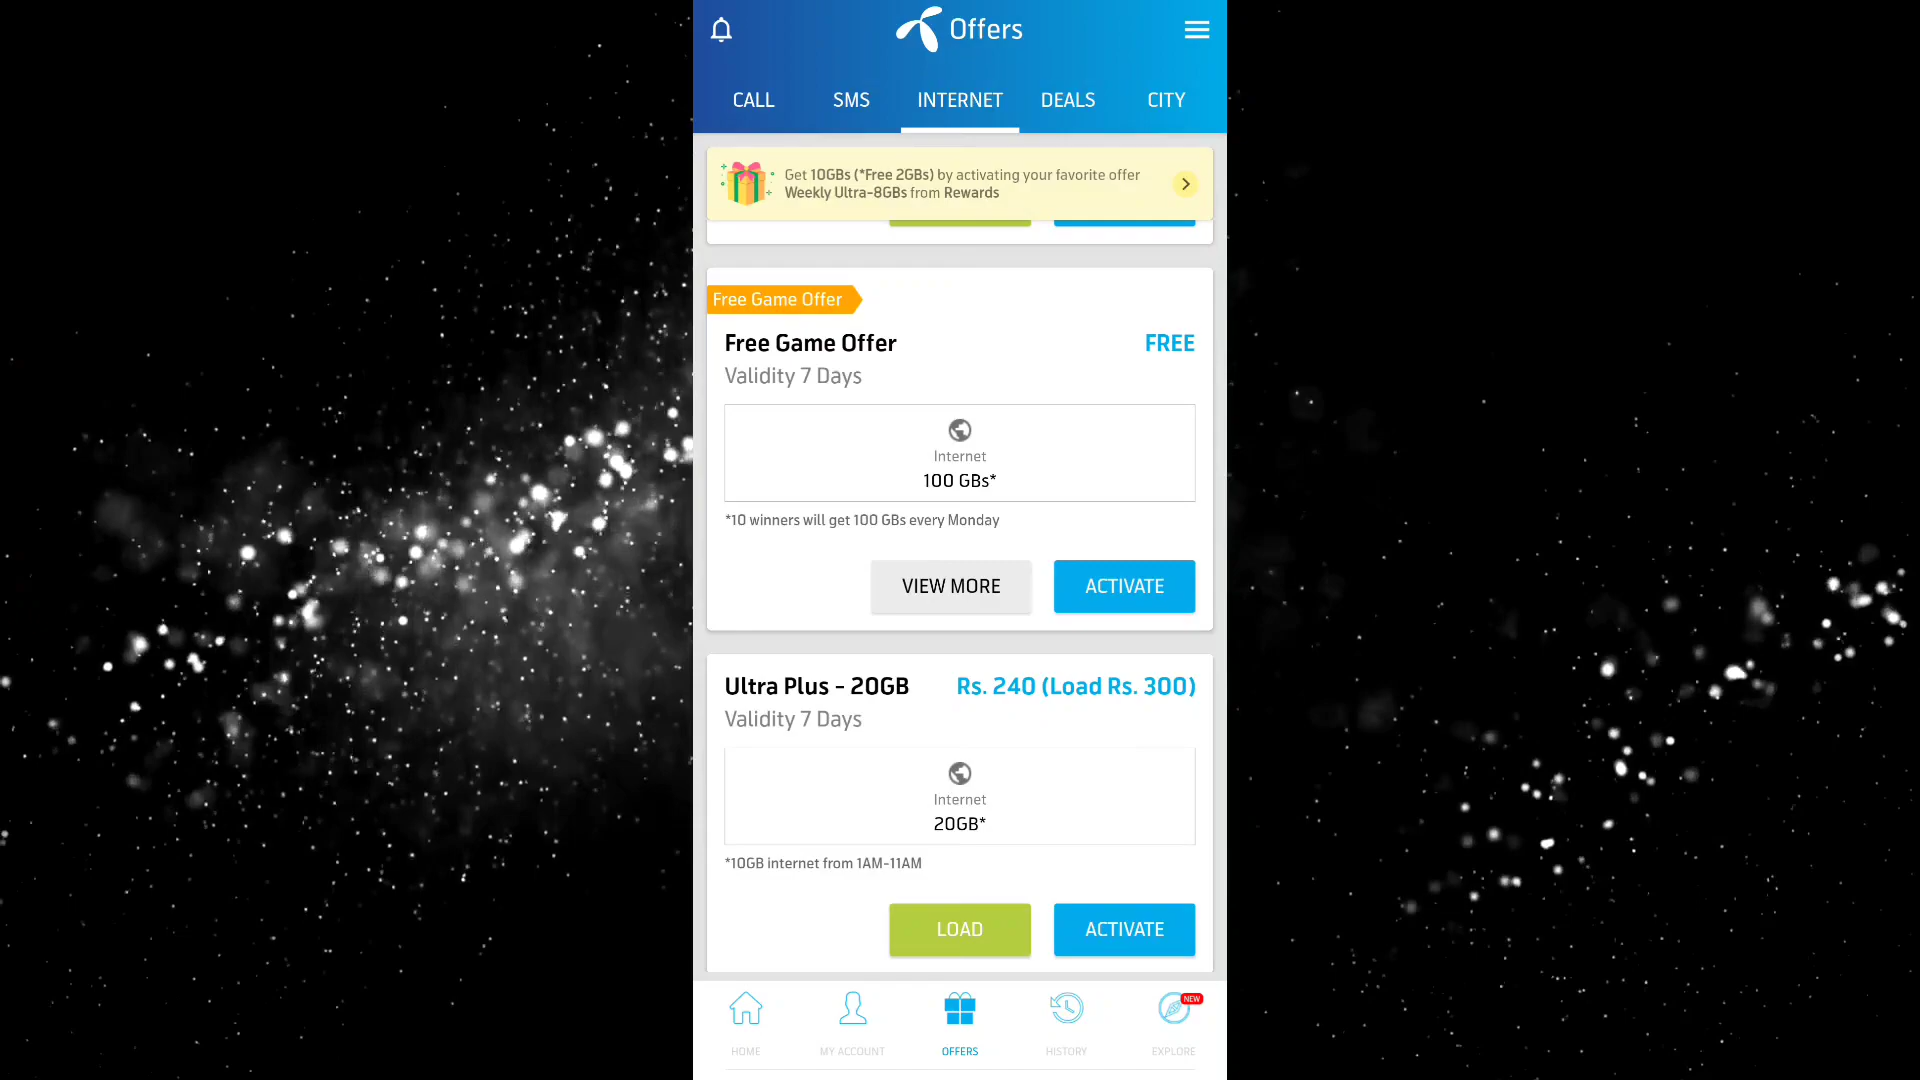 Offers
CALL SMS INTERNET DEALS CITY
Get 10GBs (*Free 2GBs) by activating your favorite offer
Weekly Ultra-8GBs from Rewards
Free Game Offer
Free Game Offer FREE
Validity 7 Days
Internet
100 GBs*
*10 winners will get 100 GBs every Monday
VIEW MORE ACTIVATE
Ultra Plus - 20GB Rs. 240 (Load Rs. 300)
Validity 7 Days
Internet
20GB*
*10GB internet from 1AM-11AM
LOAD ACTIVATE
NEW
HOME MY ACCOUNT OFFERS HISTORY EXPLORE